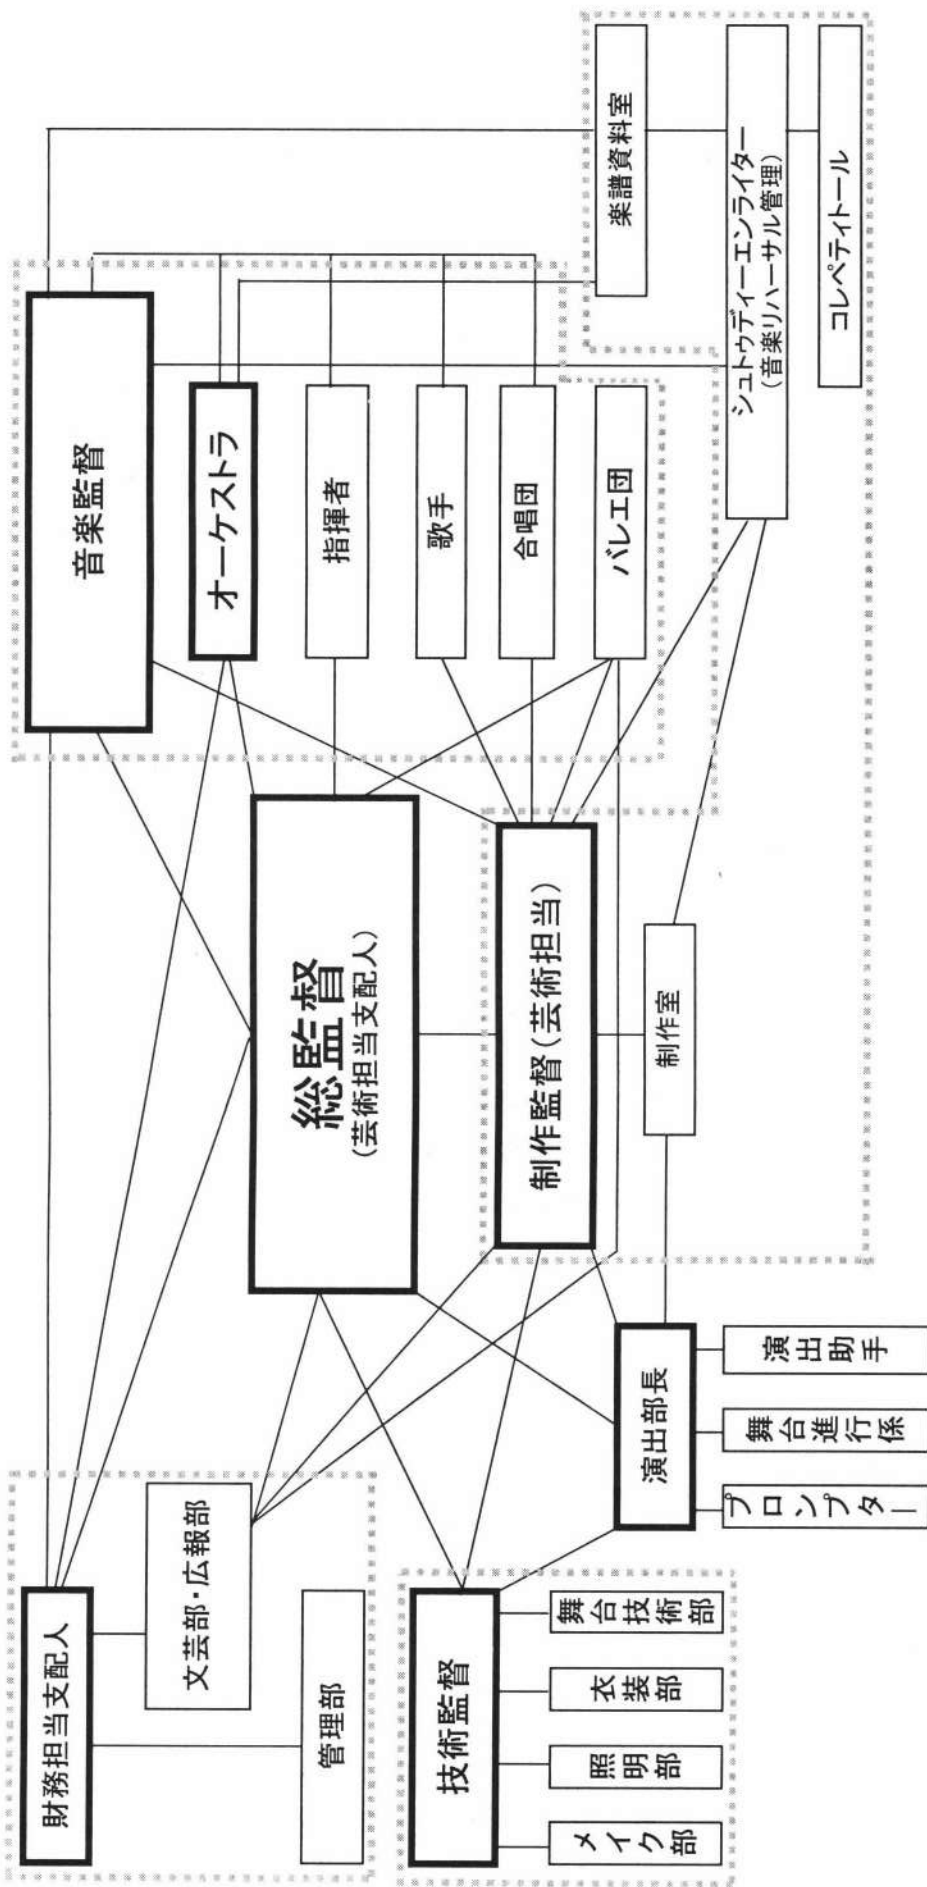 財務担当支配人
文芸部・広報部
管理部
音楽監督
オーケストラ
指揮者
歌手
合唱団
バレエ団
総監督
(芸術担当支配人)
制作監督(芸術担当)
制作室
技術監督
舞台技術部
衣装部
照明部
メイク部
演出部長
演出助手
舞台進行係
プロンプター
楽譜資料室
シュトゥディーエンライター
(音楽リハーサル管理)
コレペティトール